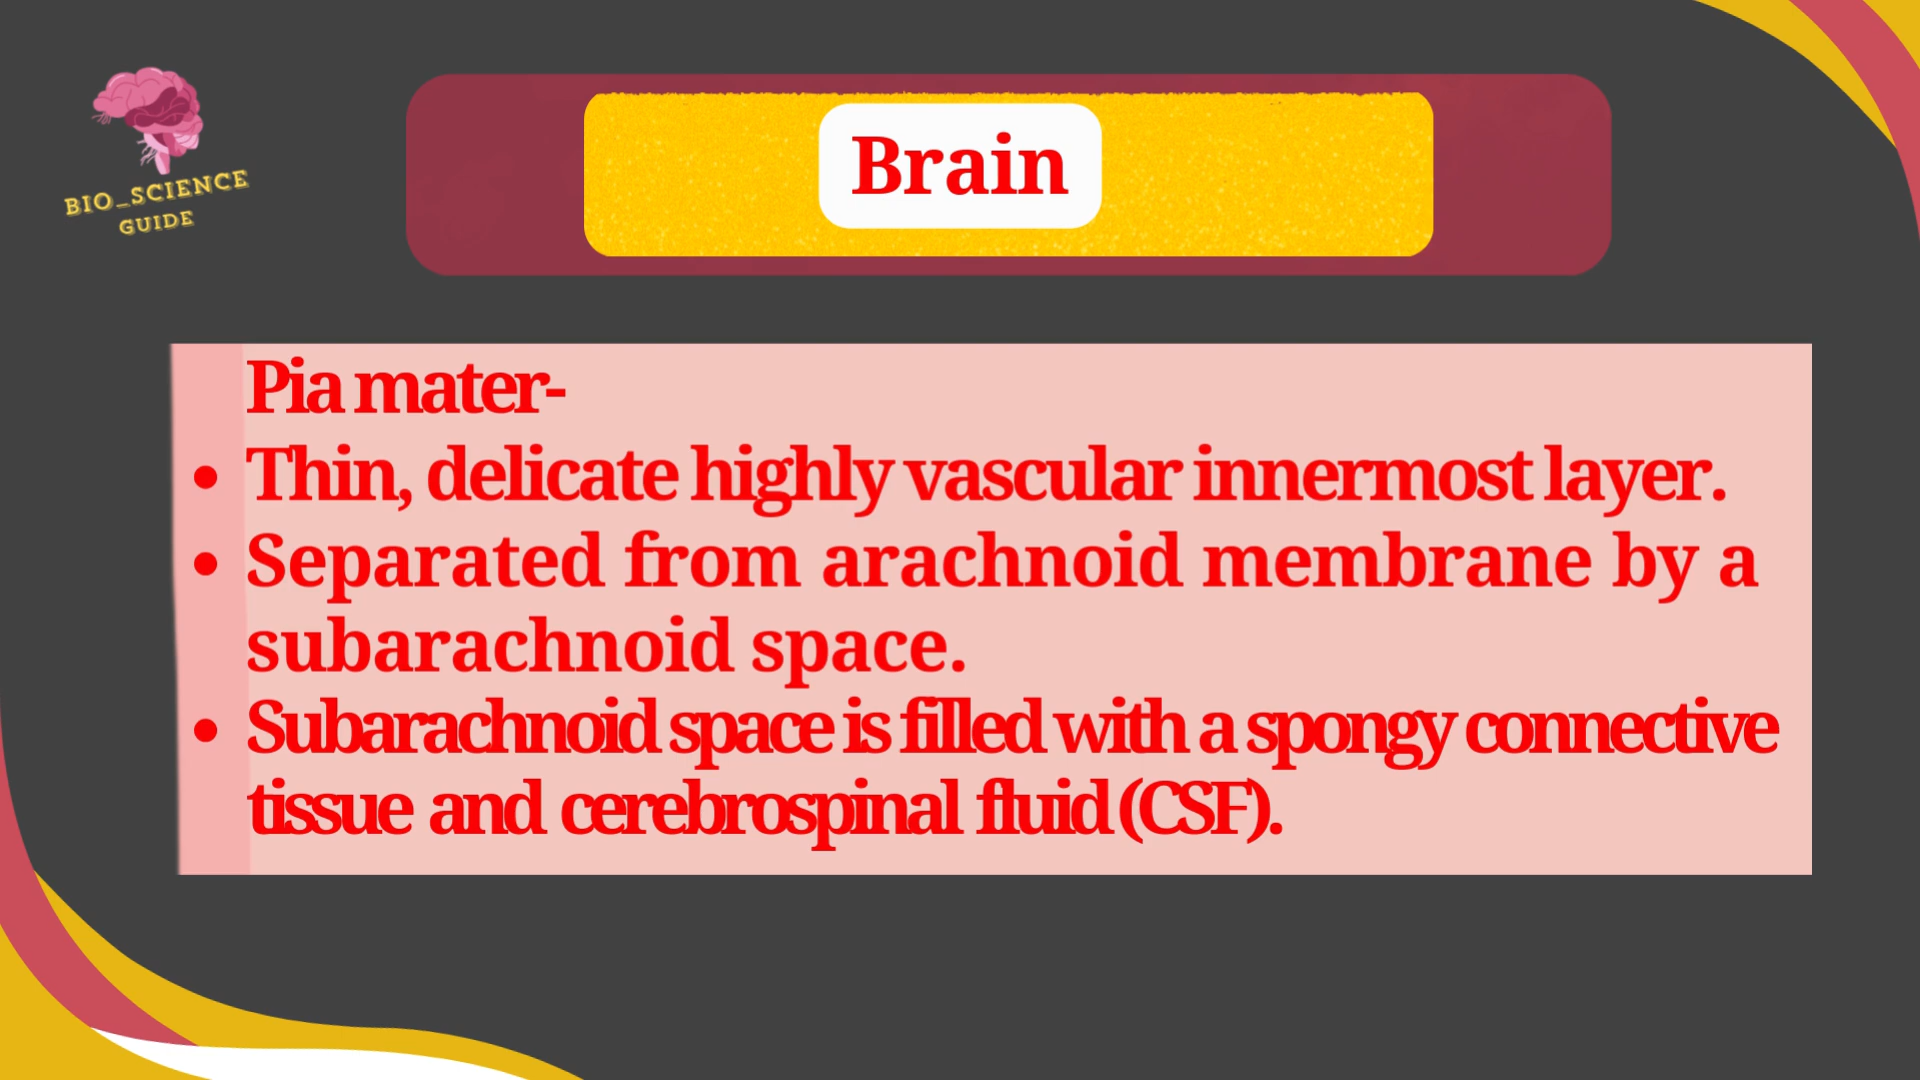 BIO_SCIENCE
GUIDE
Brain
Pia mater-
• Thin, delicate highly vascular innermost layer.
• Separated from arachnoid membrane by a
subarachnoid space.
• Subarachnoid space is filled with a spongy connective
tissue and cerebrospinal fluid (CSF).